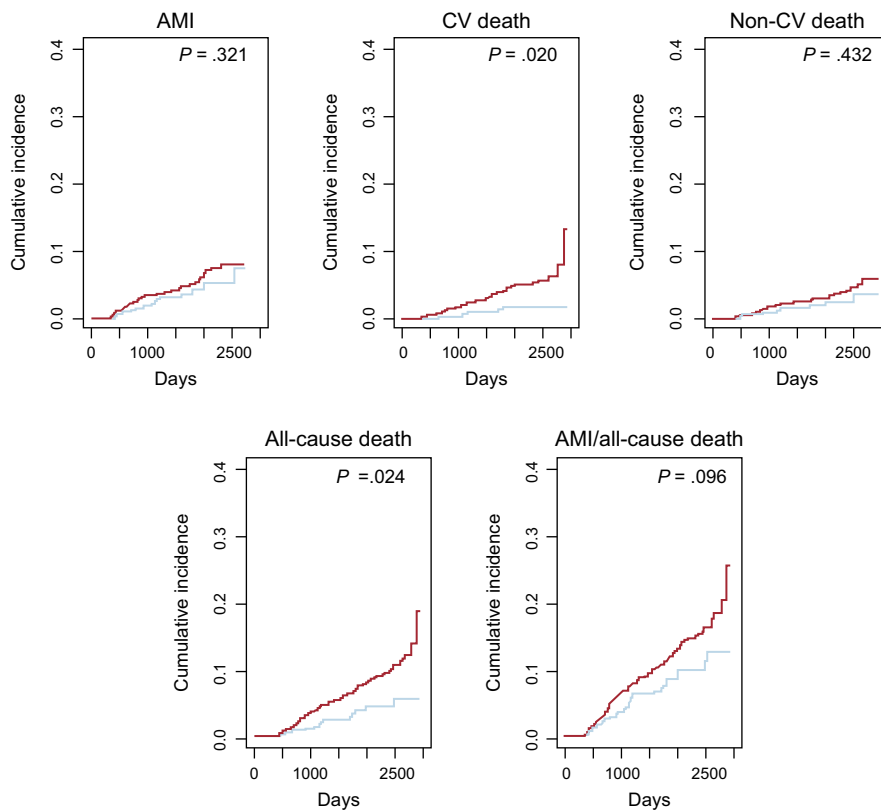 AMI
CV death
Non-CV death
P = .321
P = .020
P = .432
Cumulative incidence
0.4
0.3
0.2
0.1
0.0
0 1000 2500
Days
Cumulative incidence
0.4
0.3
0.2
0.1
0.0
0 1000 2500
Days
Cumulative incidence
0.4
0.3
0.2
0.1
0.0
0 1000 2500
Days
All-cause death
AMI/all-cause death
P =.024
P = .096
Cumulative incidence
0.4
0.3
0.2
0.1
0.0
0 1000 2500
Days
Cumulative incidence
0.4
0.3
0.2
0.1
0.0
0 1000 2500
Days